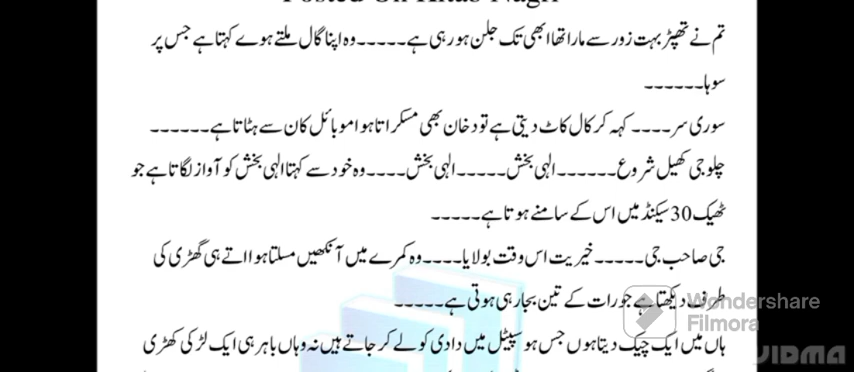 Posted On Kitab Nagri
تم نے تھپڑ بہت زور سے مارا تھا ابھی تک جلن ہو رہی ہے۔۔۔۔۔ وہ اپنا گال ملتے ہوے کہتا ہے جس پر
سوہا۔۔۔۔۔۔
سوری سر۔۔۔۔ کہہ کر کال کاٹ دیتی ہے تو دخان بھی مسکراتا ہوا موبائل کان سے ہٹاتا ہے۔۔۔۔۔۔
چلو جی کھیل شروع۔۔۔۔۔۔ الہی بخش۔۔۔۔۔ الہی بخش۔۔۔۔ وہ خود سے کہتا الہی بخش کو آواز لگاتا ہے جو
ٹھیک 30 سیکنڈ میں اس کے سامنے ہوتا ہے۔۔۔۔۔
جی صاحب جی۔۔۔۔۔ خیریت اس وقت بولایا۔۔۔۔ وہ کمرے میں آنکھیں مسلتا ہوا اتے ہی گھڑی کی
طرف دیکھتا ہے جو رات کے تین بجا رہی ہوتی ہے۔۔۔۔۔
ہاں میں ایک چیک دیتا ہوں جس ہوسپٹل میں دادی کو لے کر جاتے ہیں نہ وہاں باہر ہی ایک لڑکی کھڑی
Wondershare
Filmora
VIDMA